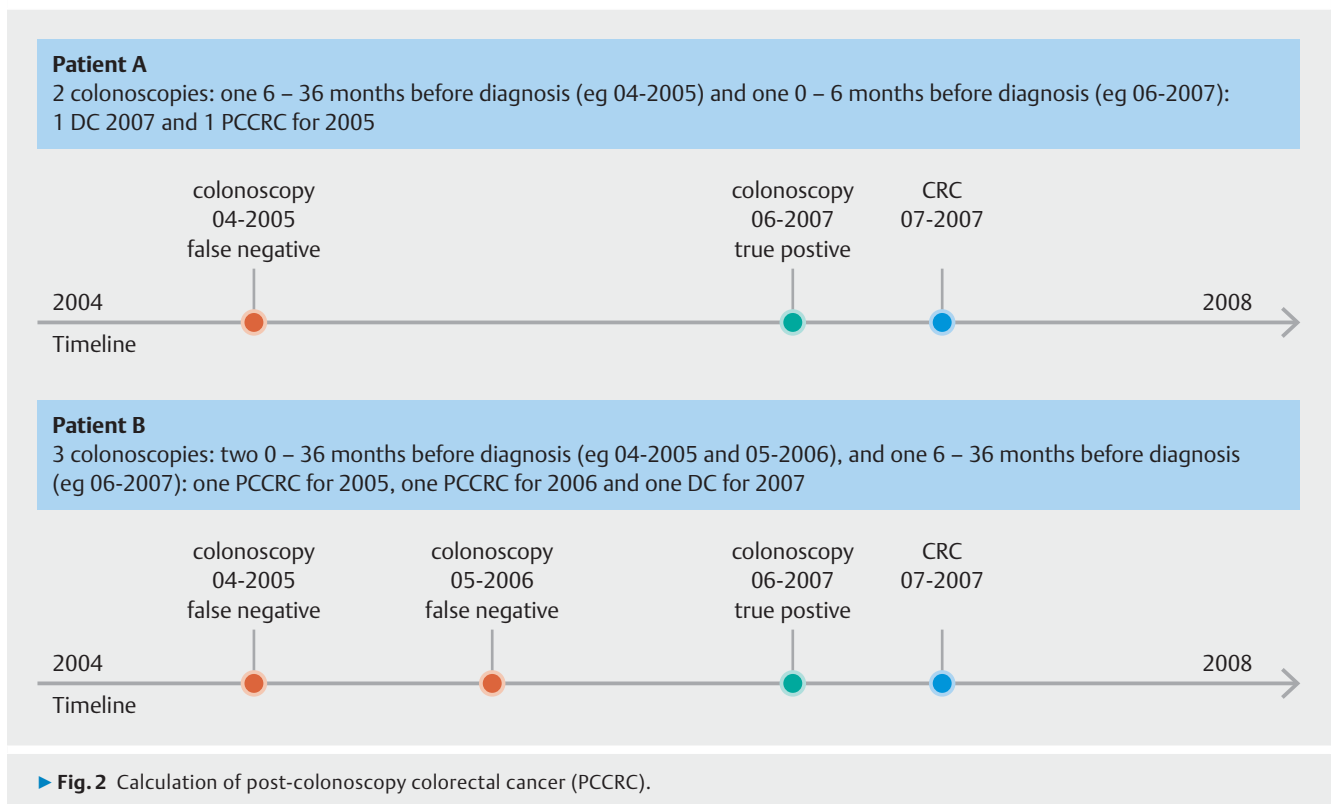 Patient A
2 colonoscopies: one 6 – 36 months before diagnosis (eg 04-2005) and one 0 – 6 months before diagnosis (eg 06-2007):
1 DC 2007 and 1 PCCRC for 2005
colonoscopy
04-2005
false negative
colonoscopy
06-2007
true postive
CRC
07-2007
2004
2008
Timeline
Patient B
3 colonoscopies: two 0 – 36 months before diagnosis (eg 04-2005 and 05-2006), and one 6 – 36 months before diagnosis
(eg 06-2007): one PCCRC for 2005, one PCCRC for 2006 and one DC for 2007
colonoscopy
04-2005
false negative
colonoscopy
05-2006
false negative
colonoscopy
06-2007
true postive
CRC
07-2007
2004
2008
Timeline
▶ Fig. 2 Calculation of post-colonoscopy colorectal cancer (PCCRC).